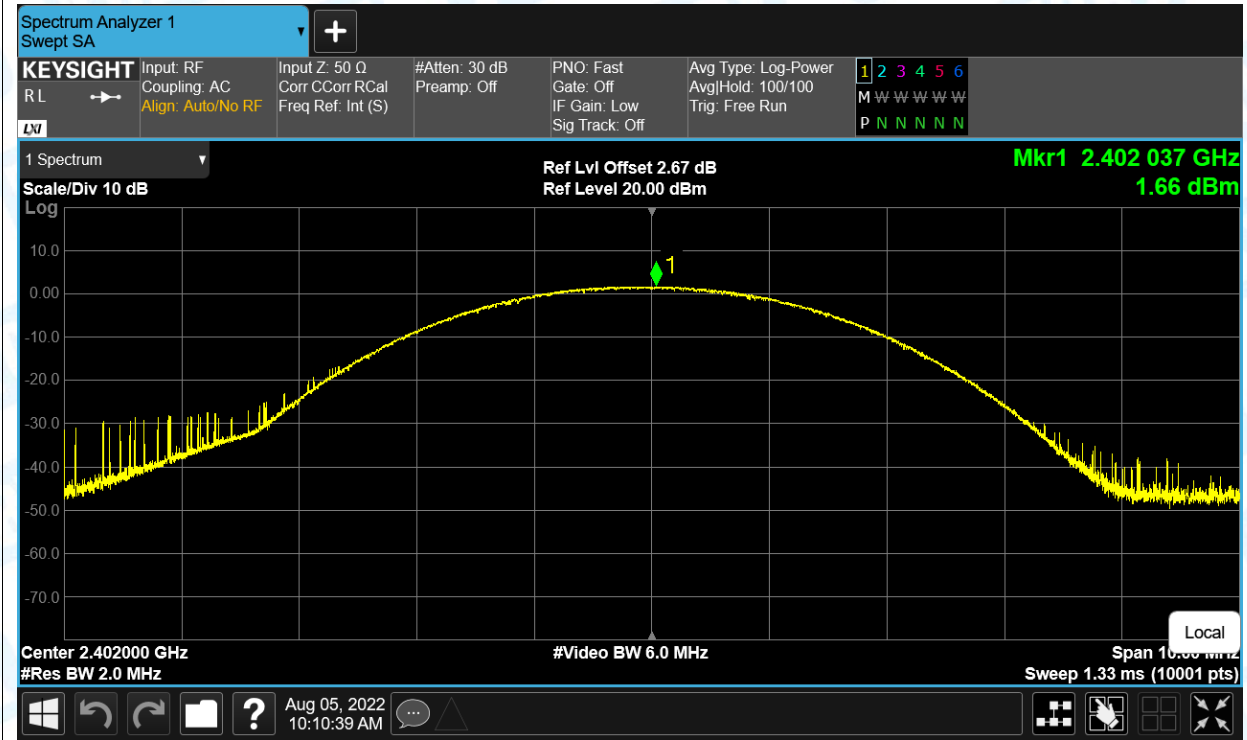 Spectrum Analyzer 1
Swept SA
KEYSIGHT
R L
LXI
Input: RF
Coupling: AC
Align: Auto/No RF
Input Z: 50 Ω
Corr CCorr RCal
Freq Ref: Int (S)
#Atten: 30 dB
Preamp: Off
PNO: Fast
Gate: Off
IF Gain: Low
Sig Track: Off
Avg Type: Log-Power
Avg|Hold: 100/100
Trig: Free Run
1 2 3 4 5 6
M W W W W W
P N N N N N
1 Spectrum
Scale/Div 10 dB
Log
Ref Lvl Offset 2.67 dB
Ref Level 20.00 dBm
Mkr1 2.402 037 GHz
1.66 dBm
1
10.0
0.00
-10.0
-20.0
-30.0
-40.0
-50.0
-60.0
-70.0
Local
Center 2.402000 GHz
#Video BW 6.0 MHz
Span 10.00 MHz
#Res BW 2.0 MHz
Sweep 1.33 ms (10001 pts)
?
Aug 05, 2022
10:10:39 AM